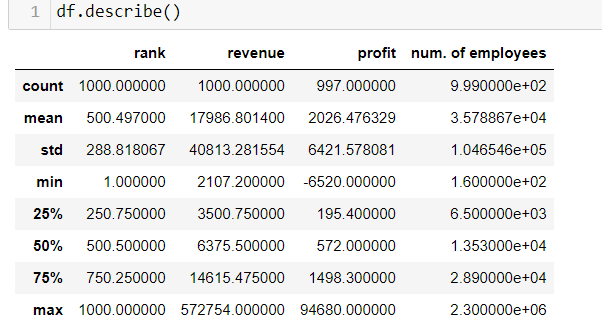 1 df.describe()
rank revenue profit num. of employees
count 1000.000000 1000.000000 997.000000 9.990000e+02
mean 500.497000 17986.801400 2026.476329 3.578867e+04
std 288.818067 40813.281554 6421.578081 1.046546e+05
min 1.000000 2107.200000 -6520.000000 1.600000e+02
25% 250.750000 3500.750000 195.400000 6.500000e+03
50% 500.500000 6375.500000 572.000000 1.353000e+04
75% 750.250000 14615.475000 1498.300000 2.890000e+04
max 1000.000000 572754.000000 94680.000000 2.300000e+06